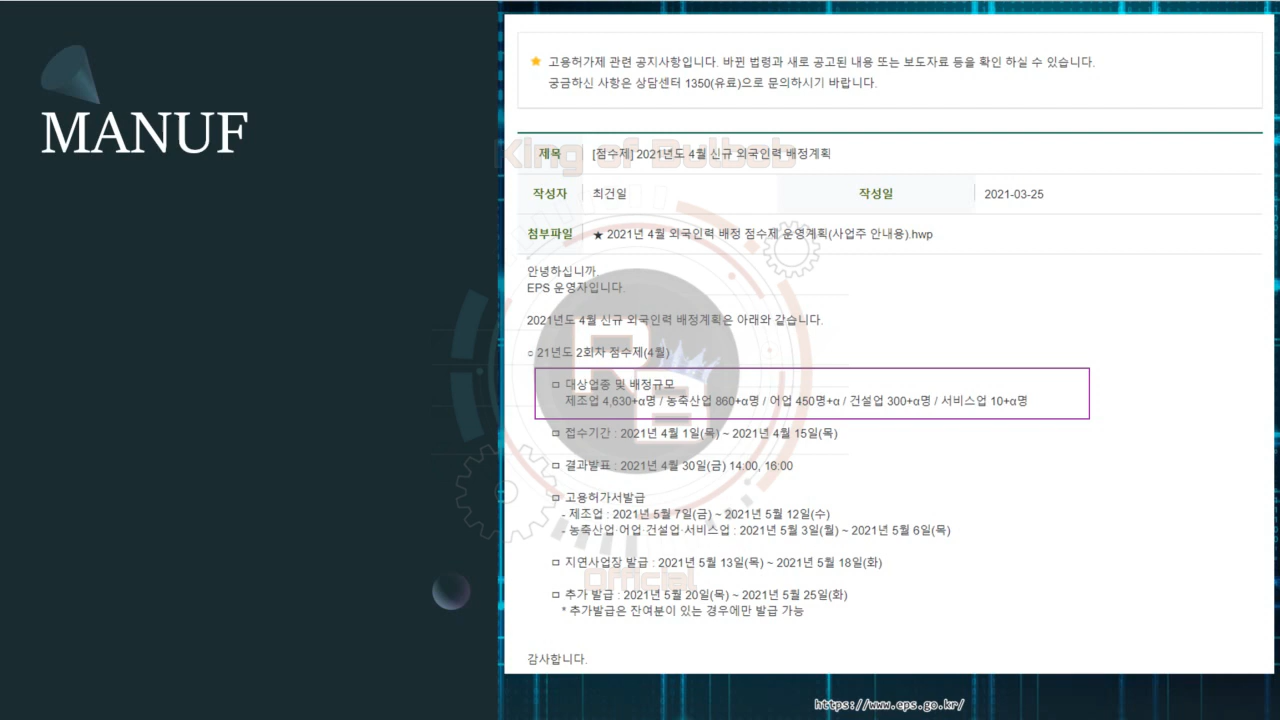 MANUF
고용허가제 관련 공지사항입니다. 바뀐 법령과 새로 공고된 내용 또는 보도자료 등을 확인 하실 수 있습니다.
궁금하신 사항은 상담센터 1350(유료)으로 문의하시기 바랍니다.
King of Bulbob
제목 [점수제] 2021년도 4월 신규 외국인력 배정계획
작성자 최건일 작성일 2021-03-25
첨부파일 ★ 2021년 4월 외국인력 배정 점수제 운영계획(사업주 안내용).hwp
안녕하십니까.
EPS 운영자입니다.
2021년도 4월 신규 외국인력 배정계획은 아래와 같습니다.
○ 21년도 2회차 점수제(4월)
ㅁ 대상업종 및 배정규모
제조업 4,630+α명 / 농축산업 860+α명 / 어업 450명+α / 건설업 300+α명 / 서비스업 10+α명
ㅁ 접수기간 : 2021년 4월 1일(목) ~ 2021년 4월 15일(목)
ㅁ 결과발표 : 2021년 4월 30일(금) 14:00, 16:00
ㅁ 고용허가서발급
- 제조업 : 2021년 5월 7일(금) ~ 2021년 5월 12일(수)
- 농축산업·어업·건설업·서비스업 : 2021년 5월 3일(월) ~ 2021년 5월 6일(목)
ㅁ 지연사업장 발급 : 2021년 5월 13일(목) ~ 2021년 5월 18일(화)
Official
ㅁ 추가 발급 : 2021년 5월 20일(목) ~ 2021년 5월 25일(화)
* 추가발급은 잔여분이 있는 경우에만 발급 가능
감사합니다.
https://www.eps.go.kr/